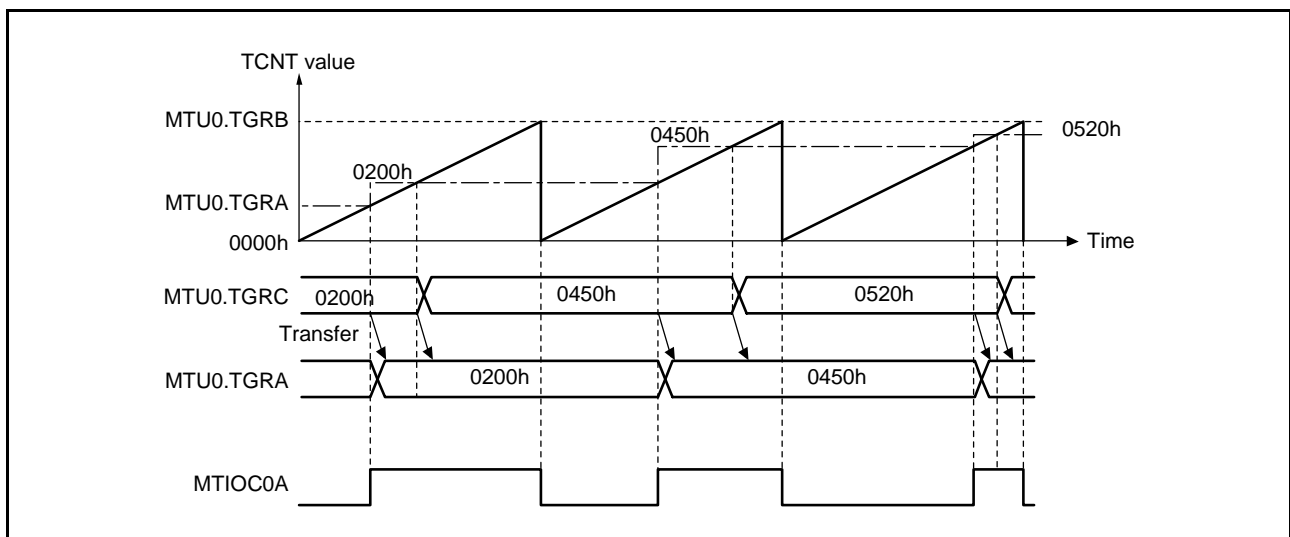 TCNT value
MTU0.TGRB
0450h
0520h
0200h
MTU0.TGRA
0000h
Time
MTU0.TGRC
0200h
0450h
0520h
Transfer
MTU0.TGRA
0200h
0450h
MTIOC0A